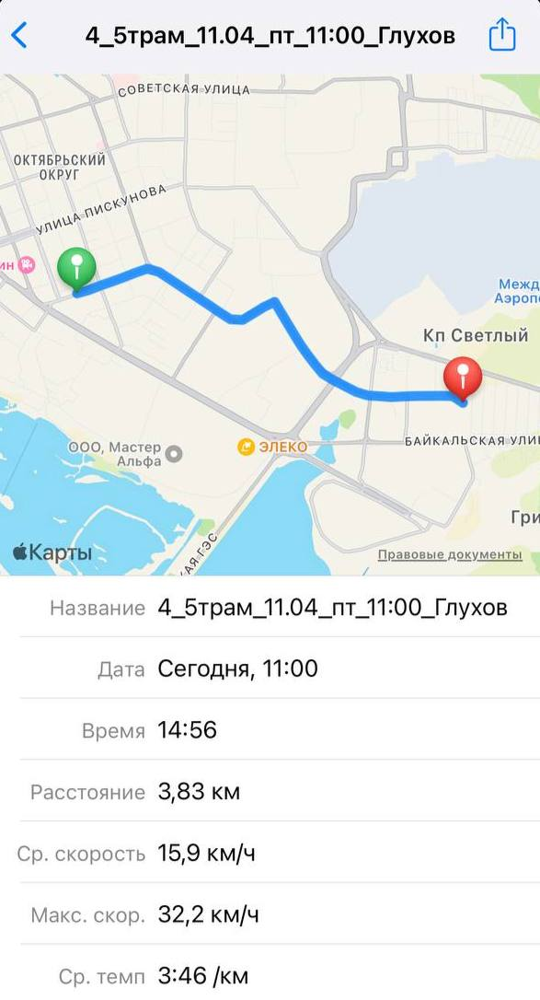 4_5трам_11.04_пт_11:00_Глухов
СОВЕТСКАЯ УЛИЦА
ОКТЯБРЬСКИЙ
ОКРУГ
УЛИЦА ПИСКУНОВА
ин
Межд
Аэроп
Кп Светлый
ООО, Мастер
Альфа
ЭЛЕКО
БАЙКАЛЬСКАЯ УЛИ
Гри
КАЯ ГЭС
Карты
Правовые документы
Название 4_5трам_11.04_пт_11:00_Глухов
Дата Сегодня, 11:00
Время 14:56
Расстояние 3,83 км
Ср. скорость 15,9 км/ч
Макс. скор. 32,2 км/ч
Ср. темп 3:46 /км